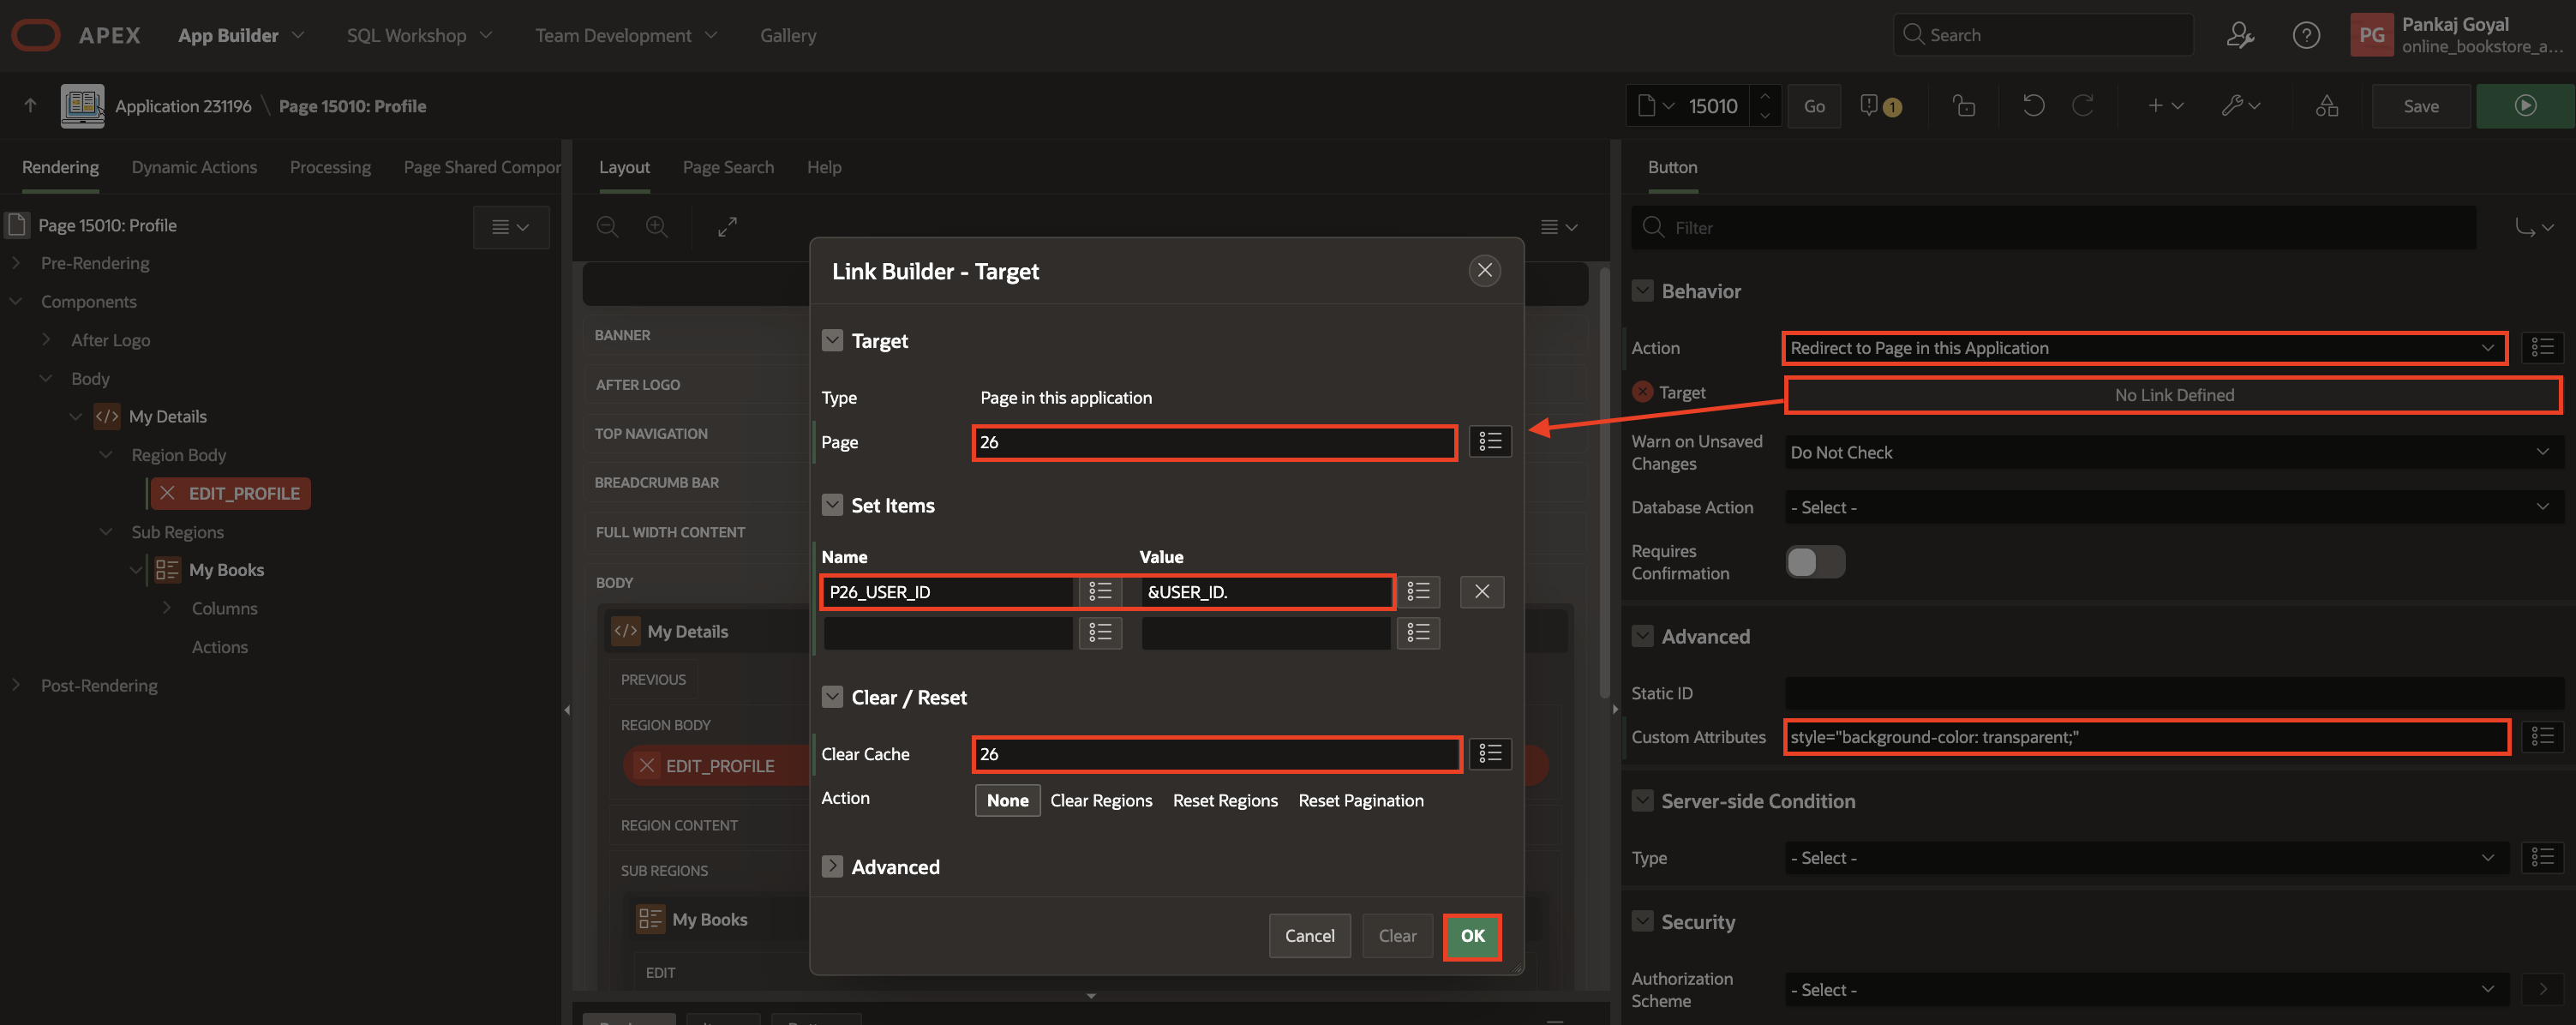 APEX App Builder SQL Workshop Team Development Gallery Search PG Pankaj Goyal
online_bookstore_a...
Application 231196 \ Page 15010: Profile 15010 Go 1 Save
Rendering Dynamic Actions Processing Page Shared Compor
Page 15010: Profile
Pre-Rendering
Components
After Logo
Body
My Details
Region Body
EDIT_PROFILE
Sub Regions
My Books
Columns
Actions
Post-Rendering
Layout Page Search Help
BANNER
AFTER LOGO
TOP NAVIGATION
BREADCRUMB BAR
FULL WIDTH CONTENT
BODY
My Details
PREVIOUS
REGION BODY
EDIT_PROFILE
REGION CONTENT
SUB REGIONS
My Books
EDIT
Link Builder - Target
Target
Type Page in this application
Page 26
Set Items
Name Value
P26_USER_ID &USER_ID.
Clear / Reset
Clear Cache 26
Action None Clear Regions Reset Regions Reset Pagination
Advanced
Cancel Clear OK
Button
Filter
Behavior
Action Redirect to Page in this Application
Target No Link Defined
Warn on Unsaved
Changes Do Not Check
Database Action - Select -
Requires
Confirmation
Advanced
Static ID
Custom Attributes style="background-color: transparent;"
Server-side Condition
Type - Select -
Security
Authorization
Scheme - Select -